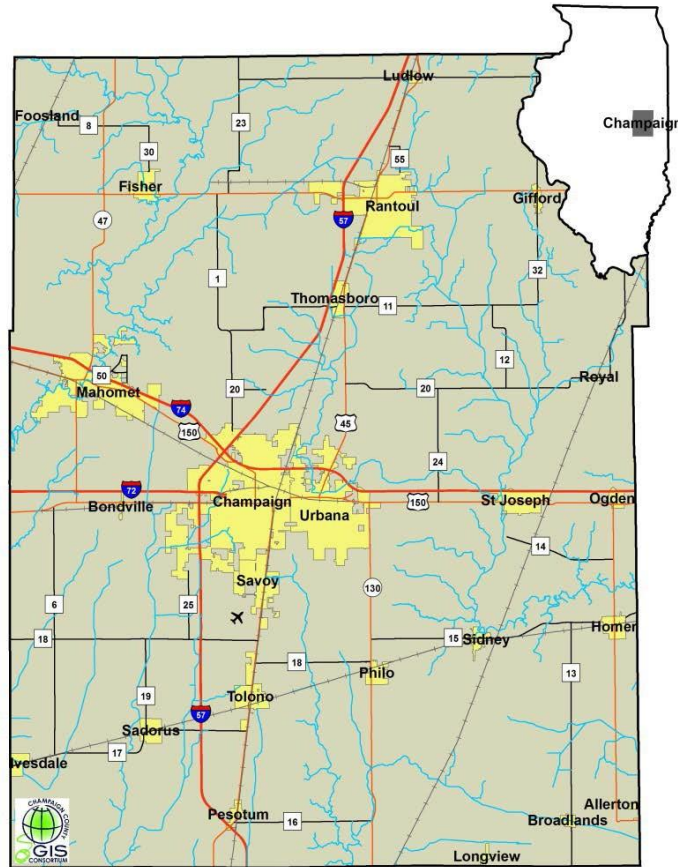 Ludlow
Foosland
8
23
Champaign
30
55
Fisher
Rantoul
Gifford
47
57
32
1
Thomasboro
11
12
50
Mahomet
20
20
Royal
74
150
45
24
72
Bondville
Champaign
Urbana
150
St Joseph
Ogden
14
Savoy
130
6
25
18
15
Sidney
Homer
18
Philo
13
19
Tolono
57
Sadorus
17
Ivesdale
Pesotum
16
Allerton
Broadlands
Longview
CHAMPAIGN COUNTY
GIS
CONSORTIUM